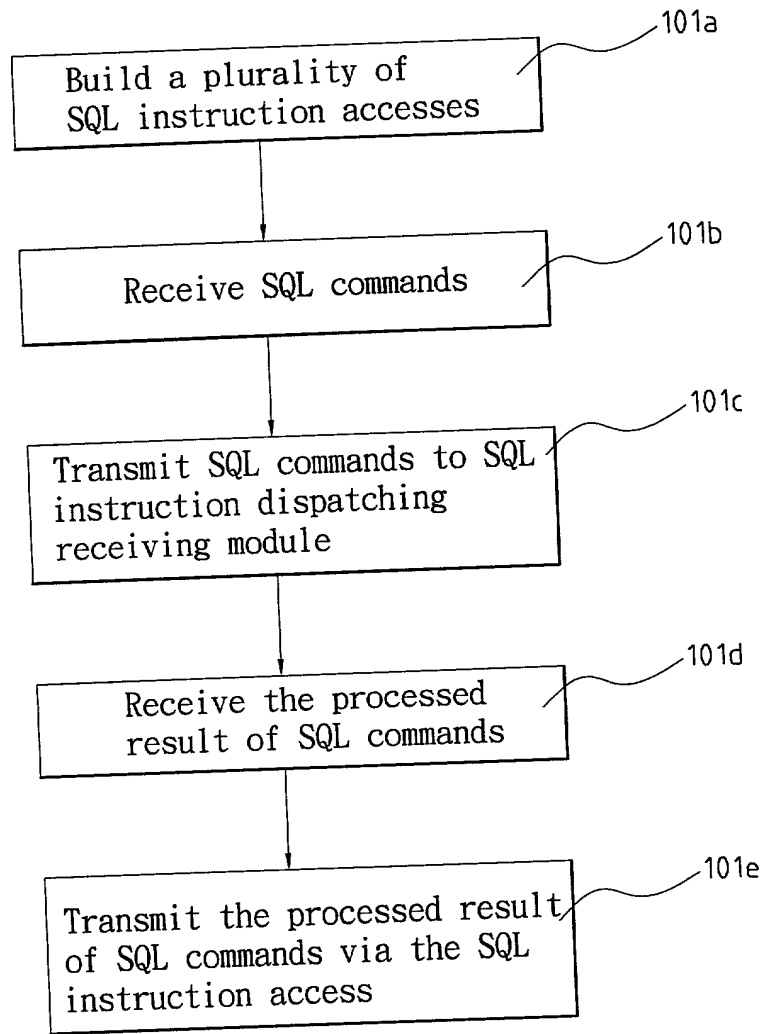 101a
Build a plurality of
SQL instruction accesses
101b
Receive SQL commands
101c
Transmit SQL commands to SQL
instruction dispatching
receiving module
101d
Receive the processed
result of SQL commands
101e
Transmit the processed result
of SQL commands via the SQL
instruction access